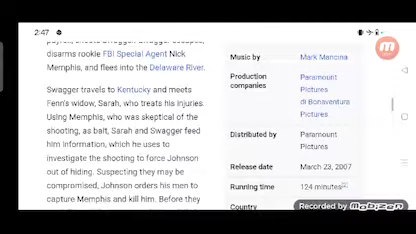 2:47
disarms rookie FBI Special Agent Nick
Memphis, and flees into the Delaware River.
Swagger travels to Kentucky and meets
Fenn's widow, Sarah, who treats his injuries.
Using Memphis, who was skeptical of the
shooting, as bait, Sarah and Swagger feed
him information, which he uses to
investigate the shooting to force Johnson
out of hiding. Suspecting they may be
compromised, Johnson orders his men to
capture Memphis and kill him. Before they
Music by Mark Mancina
Production Paramount
companies Pictures
di Bonaventura
Pictures
Distributed by Paramount
Pictures
Release date March 23, 2007
Running time 124 minutes
Country
Recorded by Mobizen